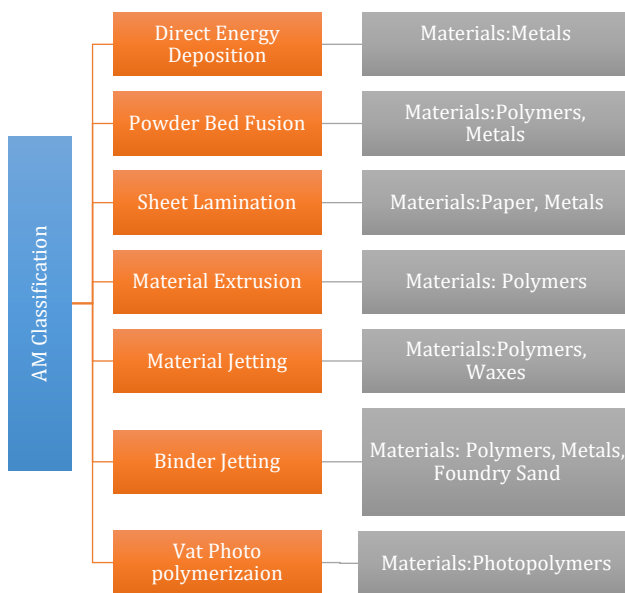 AM Classification
Direct Energy
Deposition
Materials:Metals
Powder Bed Fusion
Materials:Polymers,
Metals
Sheet Lamination
Materials:Paper, Metals
Material Extrusion
Materials: Polymers
Material Jetting
Materials:Polymers,
Waxes
Binder Jetting
Materials: Polymers, Metals,
Foundry Sand
Vat Photo
polymerizaion
Materials:Photopolymers